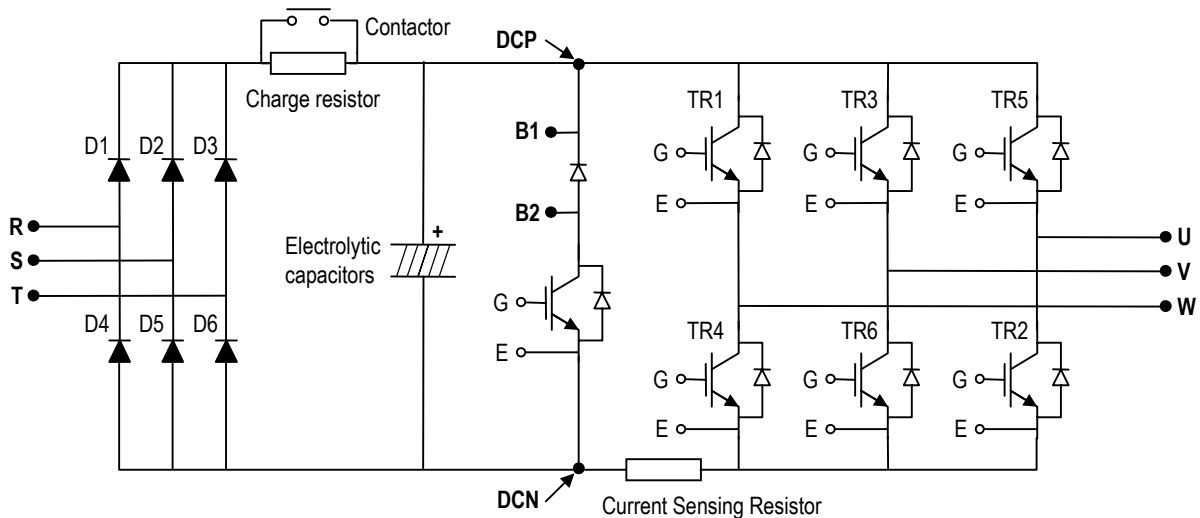 Contactor
DCP
Charge resistor
TR1 TR3 TR5
B1
D1 D2 D3
G G G
B2
E E E
R
U
Electrolytic
capacitors
+
S
V
T
G
W
D4 D5 D6
TR4 TR6 TR2
E
G G G
E E E
DCN
Current Sensing Resistor